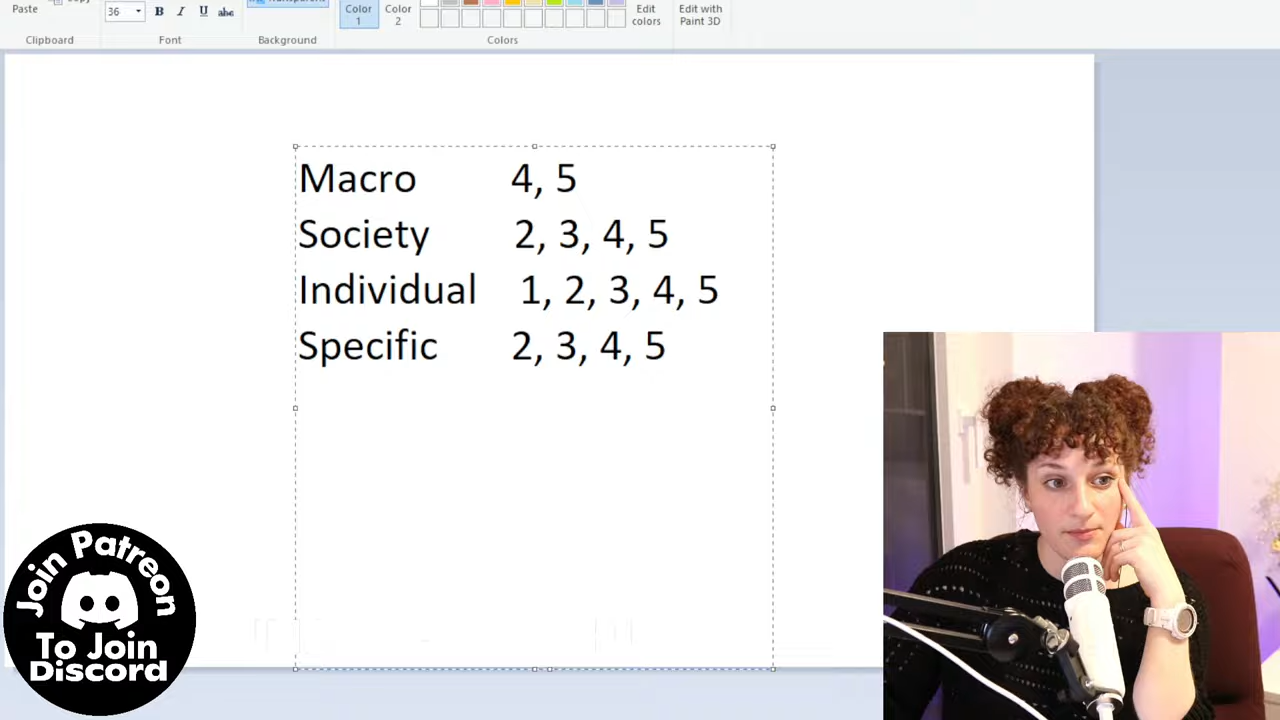 Paste
36
B I U abc
Color 1
Color 2
Edit colors
Edit with Paint 3D
Clipboard
Font
Background
Colors
Macro 4, 5
Society 2, 3, 4, 5
Individual 1, 2, 3, 4, 5
Specific 2, 3, 4, 5
Join Patreon
To Join
Discord